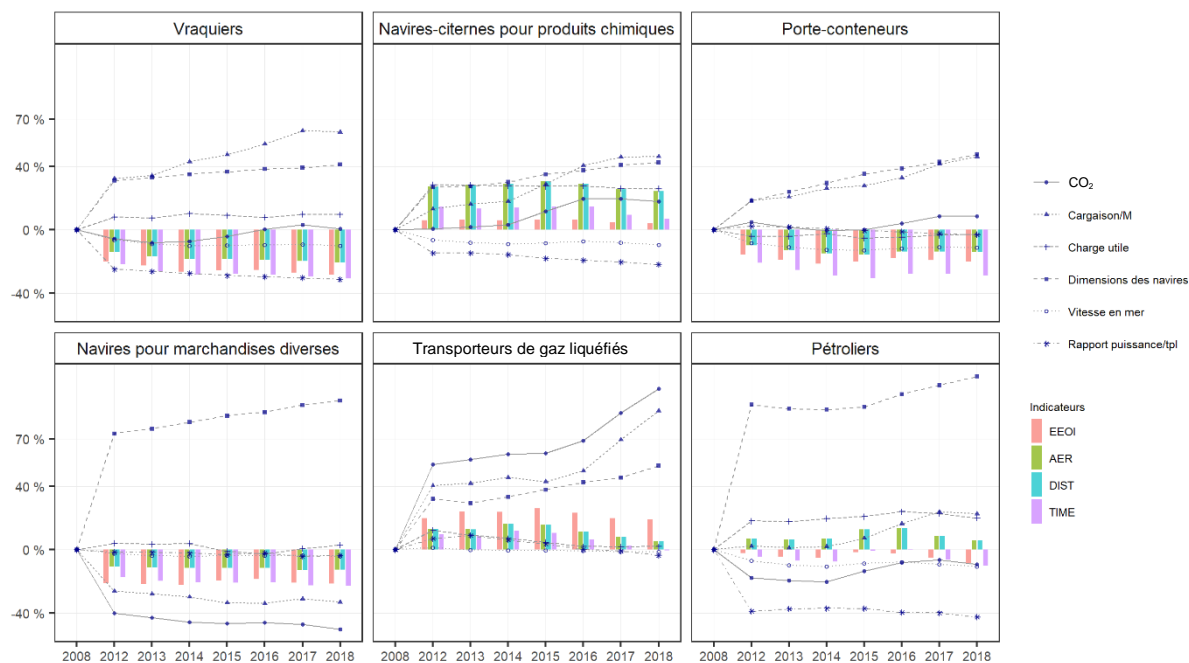 Vraquiers
Navires-citernes pour produits chimiques
Porte-conteneurs
70 %
40 %
0 %
-40 %
Navires pour marchandises diverses
Transporteurs de gaz liquéfiés
Pétroliers
70 %
40 %
0 %
-40 %
2008 2012 2013 2014 2015 2016 2017 2018
2008 2012 2013 2014 2015 2016 2017 2018
2008 2012 2013 2014 2015 2016 2017 2018
CO₂
Cargaison/M
Charge utile
Dimensions des navires
Vitesse en mer
Rapport puissance/tpl
Indicateurs
EEOI
AER
DIST
TIME